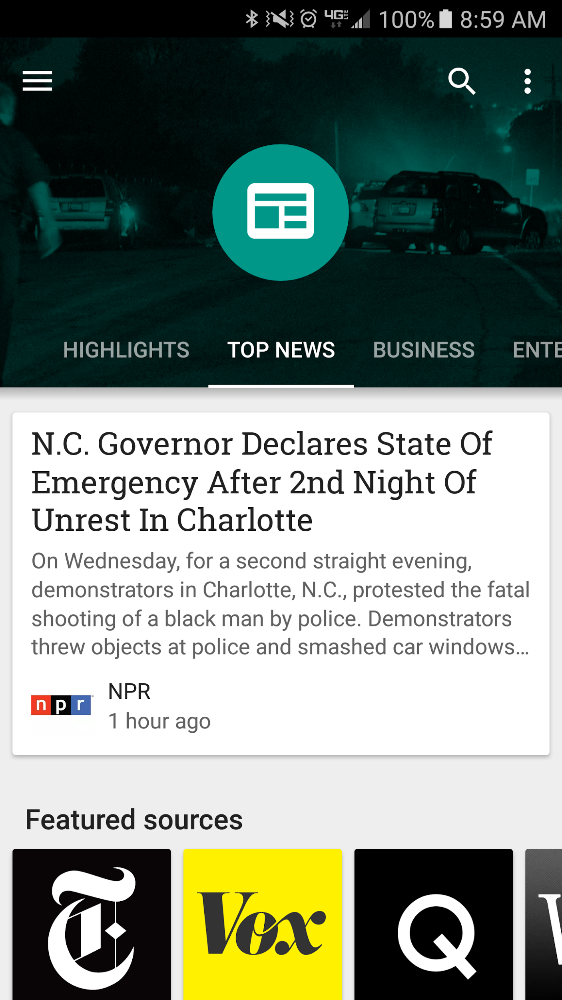 4G LTE 100% 8:59 AM
HIGHLIGHTS TOP NEWS BUSINESS ENTE
N.C. Governor Declares State Of
Emergency After 2nd Night Of
Unrest In Charlotte
On Wednesday, for a second straight evening,
demonstrators in Charlotte, N.C., protested the fatal
shooting of a black man by police. Demonstrators
threw objects at police and smashed car windows...
npr®
NPR
1 hour ago
Featured sources
T Vox Q